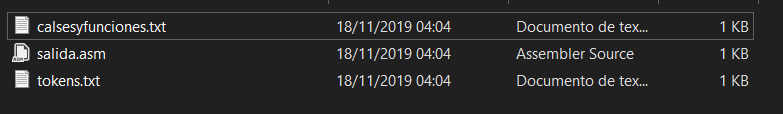 calsesyfunciones.txt 18/11/2019 04:04 Documento de tex... 1 KB
salida.asm 18/11/2019 04:04 Assembler Source 1 KB
tokens.txt 18/11/2019 04:04 Documento de tex... 1 KB